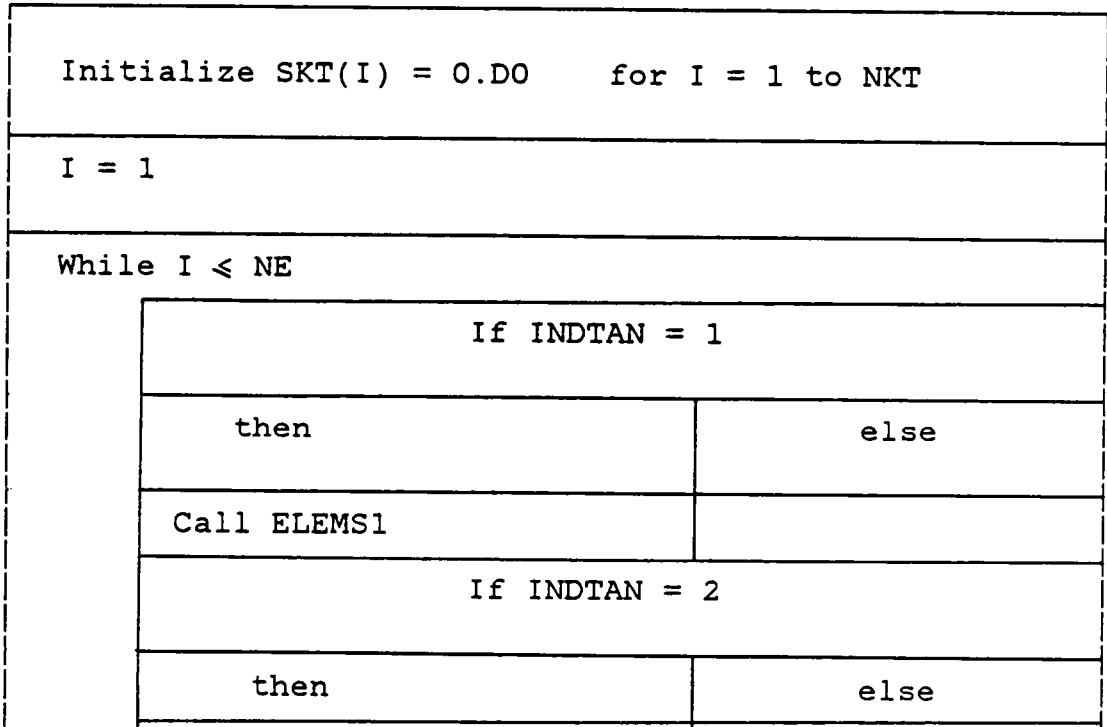 Initialize SKT(I) = 0.D0 for I = 1 to NKT
I = 1
While I ⩽ NE
If INDTAN = 1
then else
Call ELEMS1
If INDTAN = 2
then else